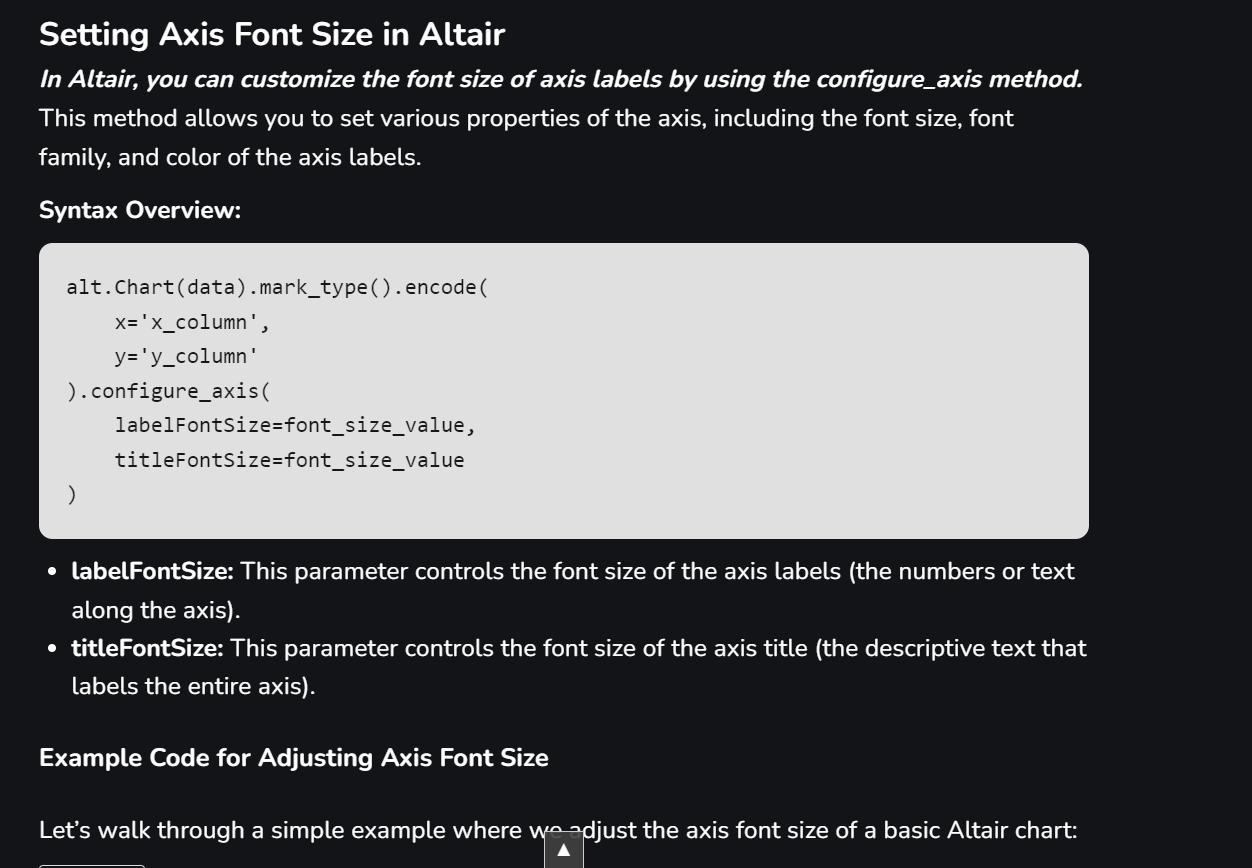 Setting Axis Font Size in Altair
In Altair, you can customize the font size of axis labels by using the configure_axis method.
This method allows you to set various properties of the axis, including the font size, font
family, and color of the axis labels.
Syntax Overview:
alt.Chart(data).mark_type().encode(
    x='x_column',
    y='y_column'
).configure_axis(
    labelFontSize=font_size_value,
    titleFontSize=font_size_value
)
• labelFontSize: This parameter controls the font size of the axis labels (the numbers or text
along the axis).
• titleFontSize: This parameter controls the font size of the axis title (the descriptive text that
labels the entire axis).
Example Code for Adjusting Axis Font Size
Let’s walk through a simple example where we adjust the axis font size of a basic Altair chart: